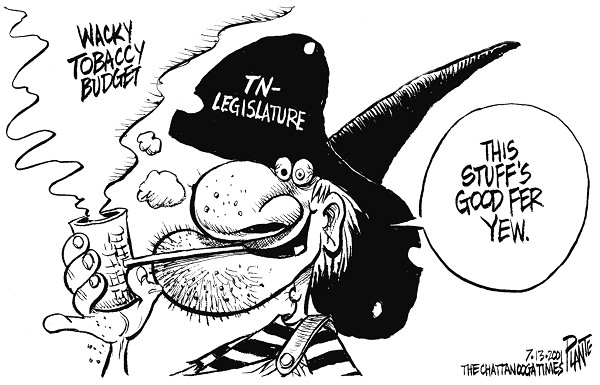 WACKY
TOBACCY
BUDGET
TN-
LEGISLATURE
THIS
STUFF'S
GOOD FER
YEW.
7.13.2001
THE CHATTANOOGA TIMES
PLANTE